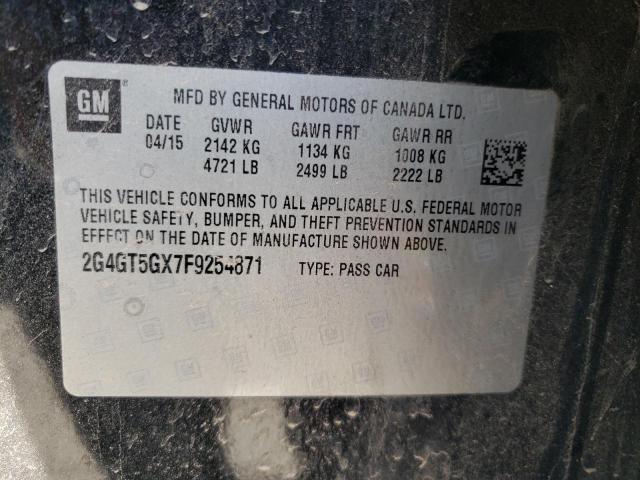 GM
MFD BY GENERAL MOTORS OF CANADA LTD.
DATE GVWR GAWR FRT GAWR RR
04/15 2142 KG 1134 KG 1008 KG
4721 LB 2499 LB 2222 LB
THIS VEHICLE CONFORMS TO ALL APPLICABLE U.S. FEDERAL MOTOR
VEHICLE SAFETY, BUMPER, AND THEFT PREVENTION STANDARDS IN
EFFECT ON THE DATE OF MANUFACTURE SHOWN ABOVE.
2G4GT5GX7F9254871 TYPE: PASS CAR